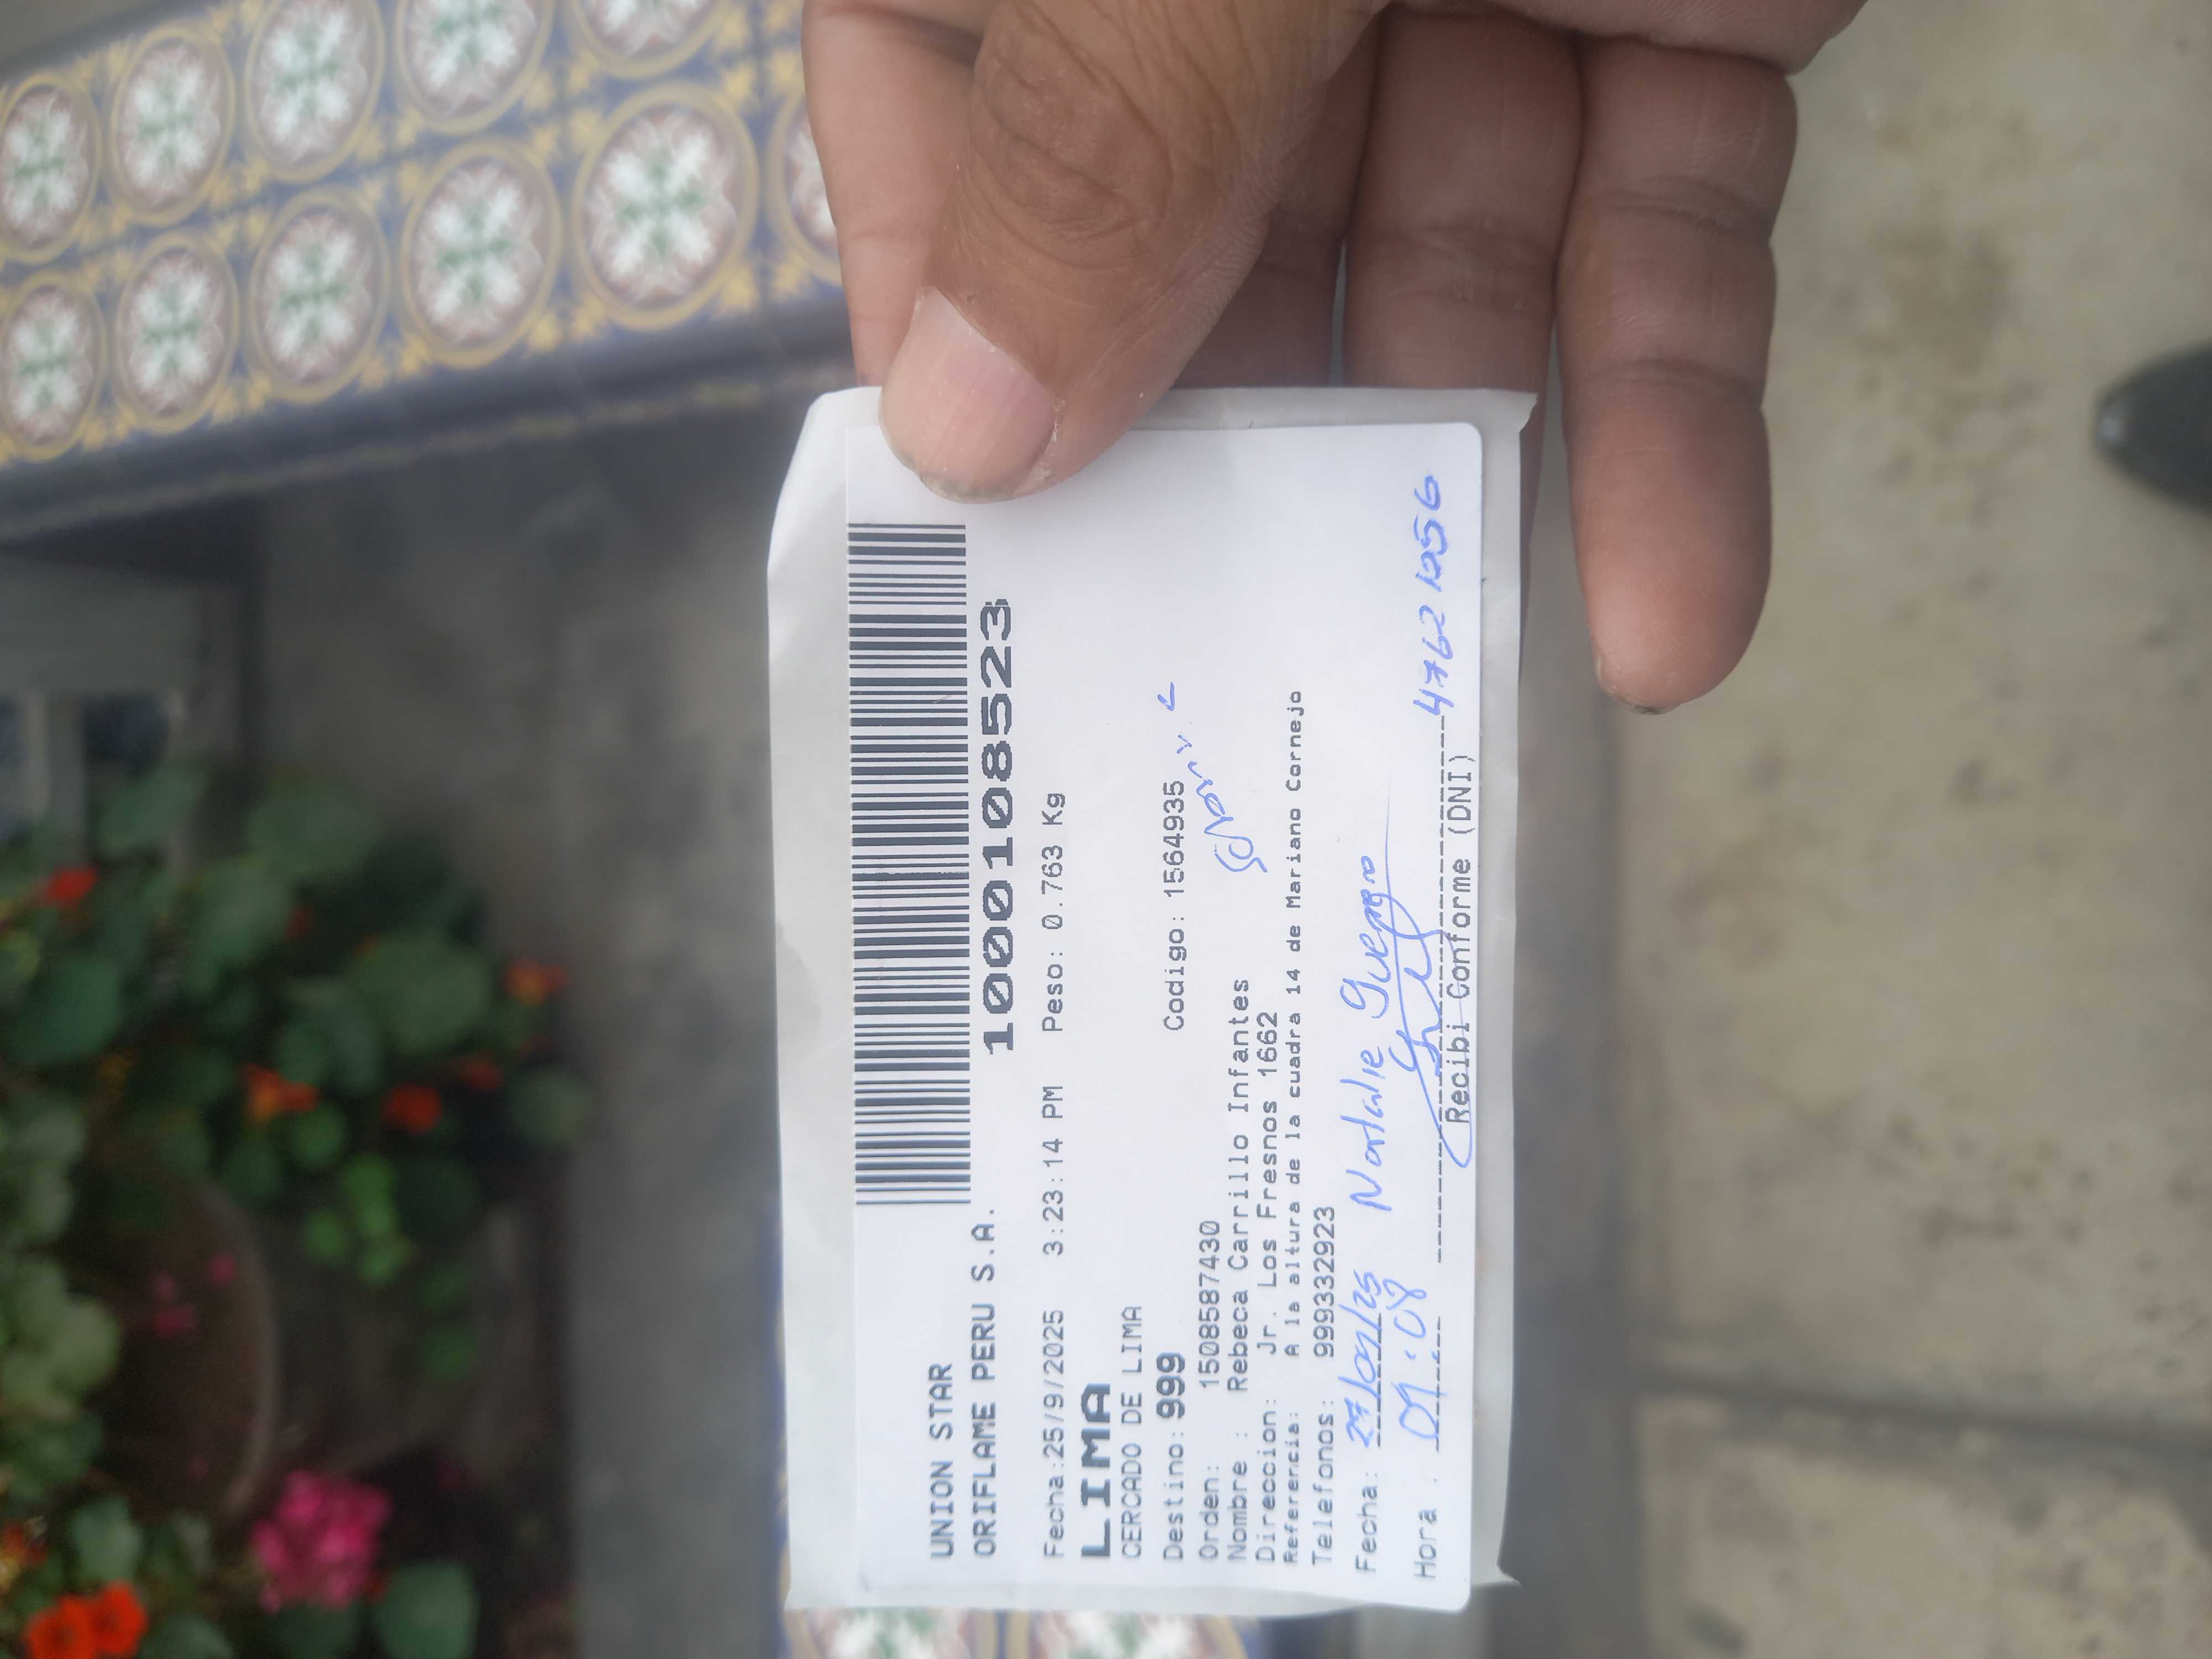 UNION STAR
ORIFLAME PERU S.A.
1000108523
Fecha:25/9/2025 3:23:14 PM Peso: 0.763 Kg
LIMA
CERCADO DE LIMA
Destino: 999 Codigo: 1564935
Orden: 1508587430
Nombre : Rebeca Carrillo Infantes
Direccion: Jr. Los Fresnos 1662
Referencia: A la altura de la cuadra 14 de Mariano Cornejo
Telefonos: 999332923
Fecha: 27/09/25 Natalie
Hora : 01:08 47621256
Recibi Conforme (DNI)